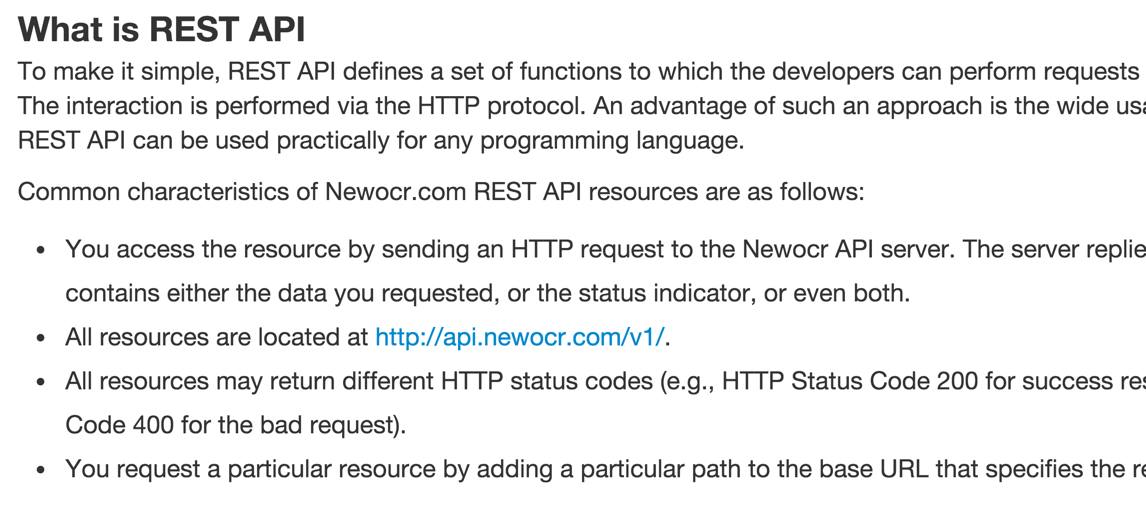 What is REST API
To make it simple, REST API defines a set of functions to which the developers can perform requests
The interaction is performed via the HTTP protocol. An advantage of such an approach is the wide
REST API can be used practically for any programming language.
Common characteristics of Newocr.com REST API resources are as follows:
• You access the resource by sending an HTTP request to the Newocr API server. The server
contains either the data you requested, or the status indicator, or even both.
• All resources are located at http://api.newocr.com/v1/.
• All resources may return different HTTP status codes (e.g., HTTP Status Code 200 for success
Code 400 for the bad request).
• You request a particular resource by adding a particular path to the base URL that specifies the